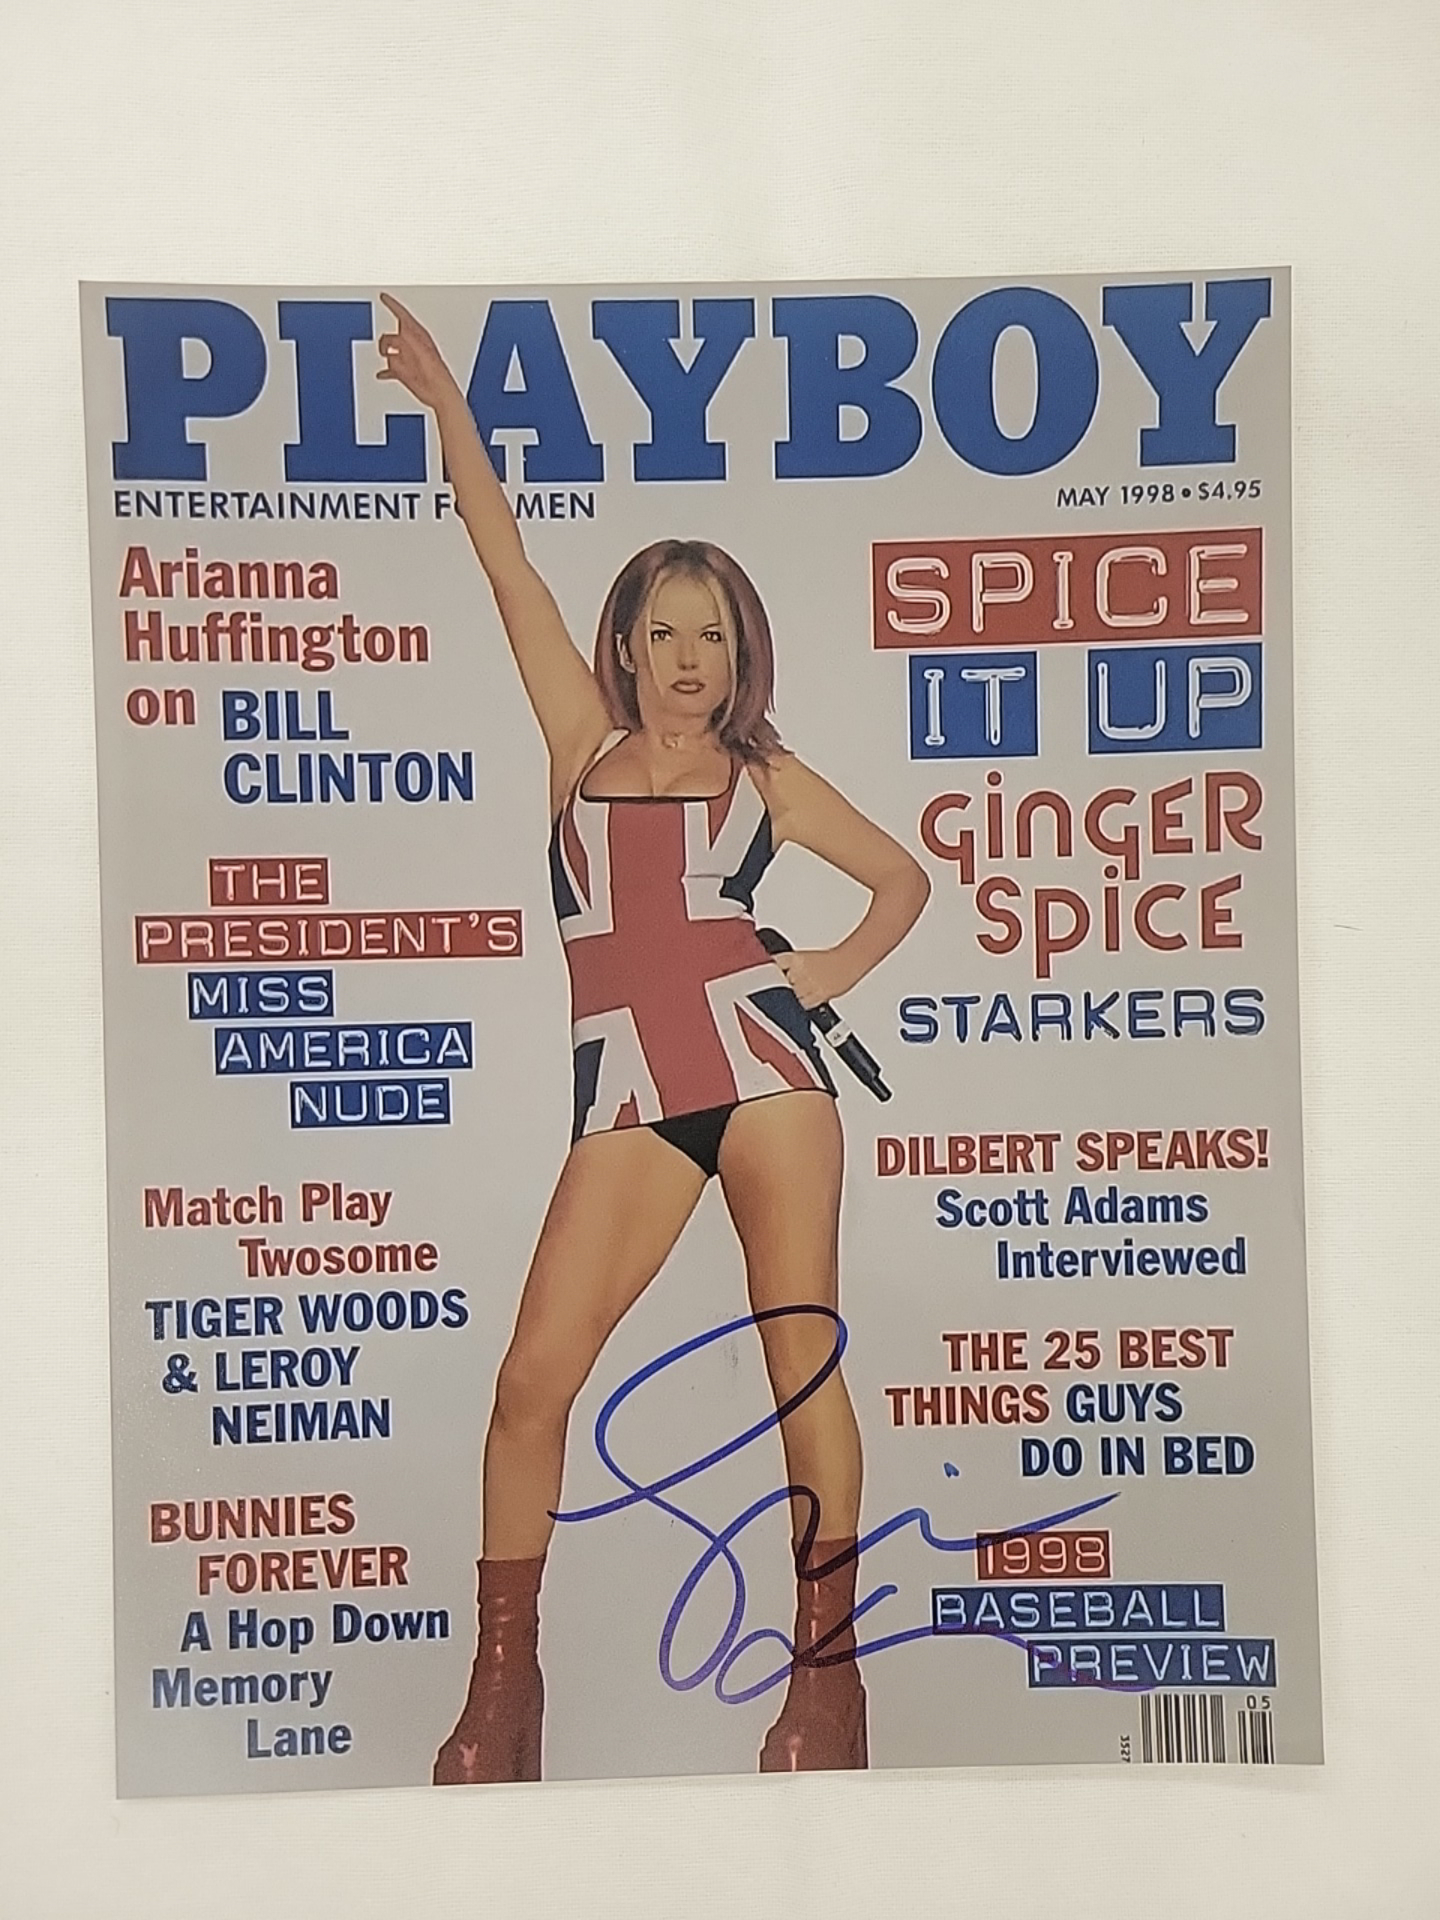 PLAYBOY
ENTERTAINMENT F MEN
MAY 1998 • $4.95
Arianna
Huffington
on BILL
CLINTON
THE
PRESIDENT'S
MISS
AMERICA
NUDE
Match Play
Twosome
TIGER WOODS
& LEROY
NEIMAN
BUNNIES
FOREVER
A Hop Down
Memory
Lane
SPICE
IT UP
GINGER
SPICE
STARKERS
DILBERT SPEAKS!
Scott Adams
Interviewed
THE 25 BEST
THINGS GUYS
DO IN BED
1998
BASEBALL
PREVIEW
05
3527